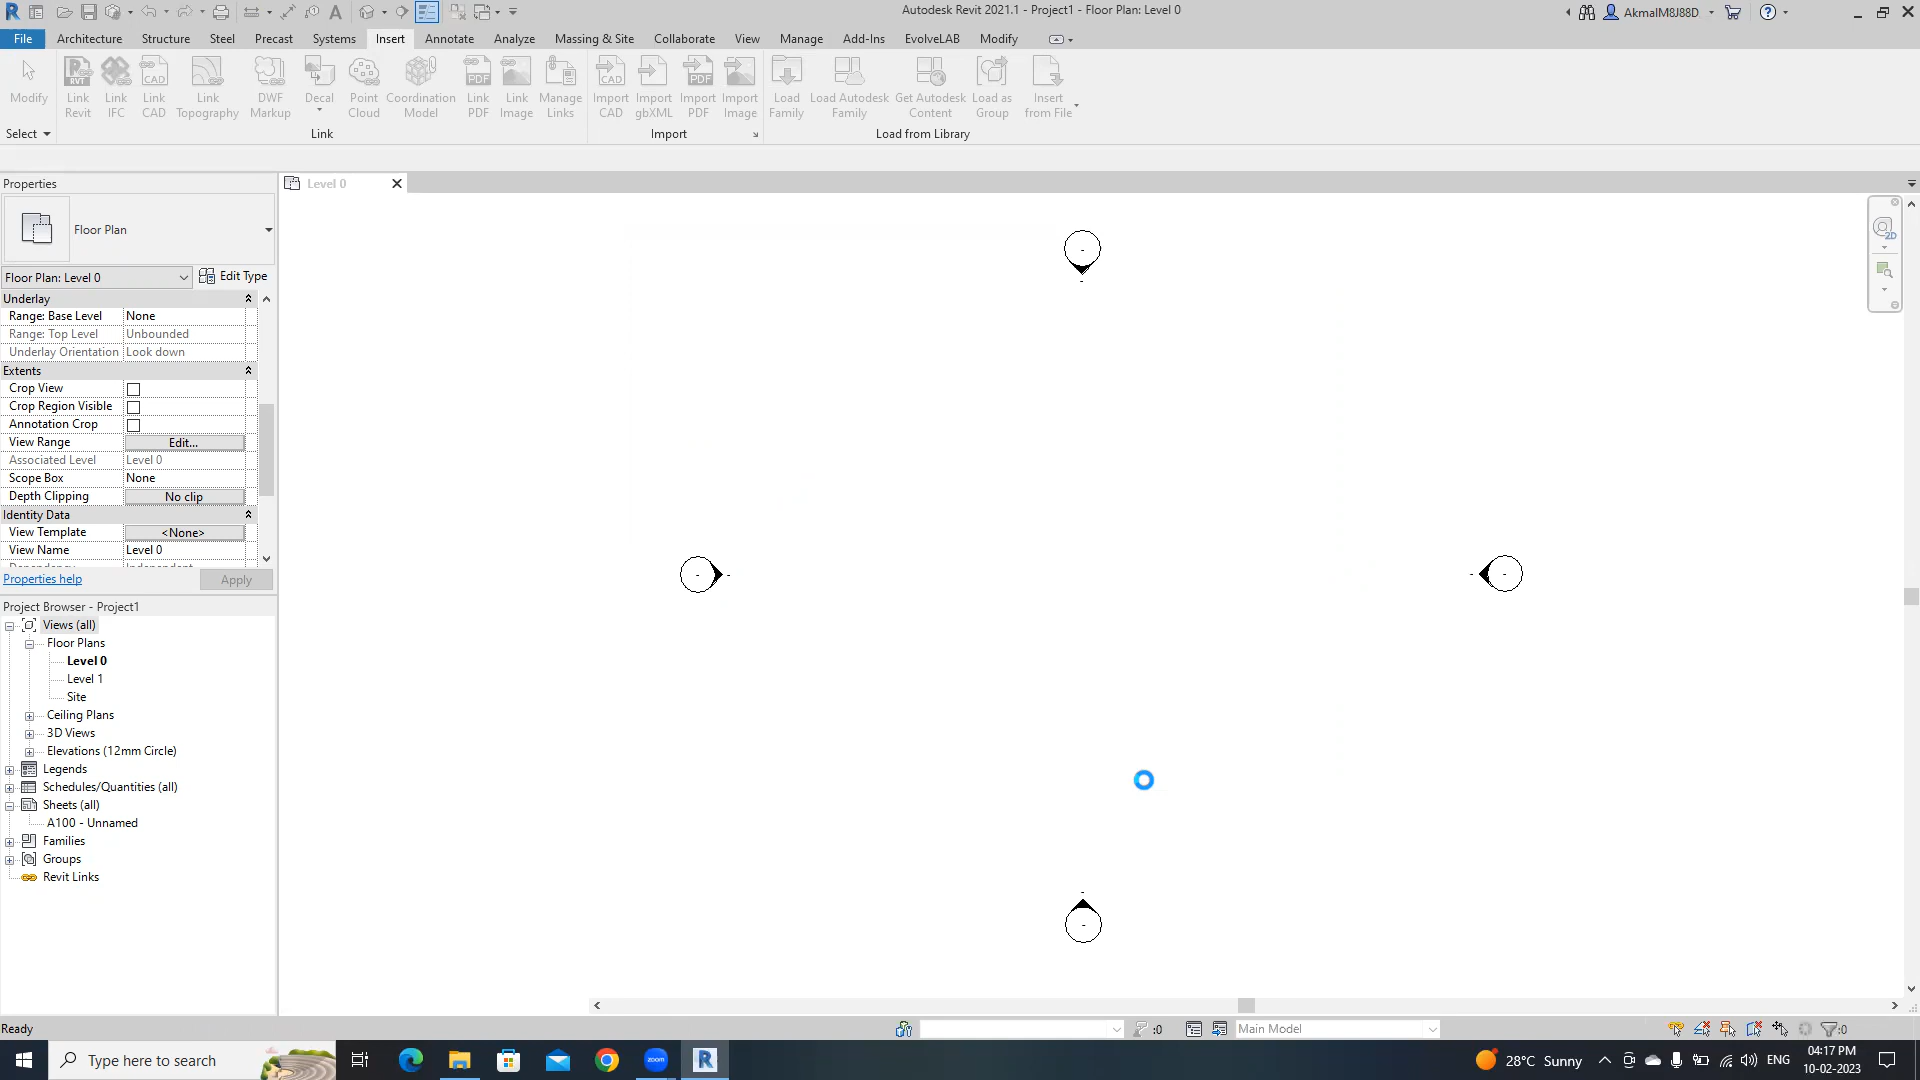 Autodesk Revit 2021.1 - Project1 - Floor Plan: Level 0
AkmalM8J88D
File Architecture Structure Steel Precast Systems Insert Annotate Analyze Massing & Site Collaborate View Manage Add-Ins EvolveLAB Modify
Modify
Link Revit
Link IFC
Link CAD
Link Topography
DWF Markup
Decal
Point Cloud
Coordination Model
Link PDF
Link Image
Manage Links
Import CAD
Import gbXML
Import PDF
Import Image
Load Family
Load Autodesk Family
Get Autodesk Content
Load as Group
Insert from File
Select
Link
Import
Load from Library
Properties
Level 0
Floor Plan
Floor Plan: Level 0
Edit Type
Underlay
Range: Base Level None
Range: Top Level Unbounded
Underlay Orientation Look down
Extents
Crop View
Crop Region Visible
Annotation Crop
View Range Edit...
Associated Level Level 0
Scope Box None
Depth Clipping No clip
Identity Data
View Template <None>
View Name Level 0
Dependency Independent
Properties help
Apply
Project Browser - Project1
Views (all)
Floor Plans
Level 0
Level 1
Site
Ceiling Plans
3D Views
Elevations (12mm Circle)
Legends
Schedules/Quantities (all)
Sheets (all)
A100 - Unnamed
Families
Groups
Revit Links
2D
Ready
:0
Main Model
:0
Type here to search
zoom
28°C Sunny
ENG
04:17 PM
10-02-2023